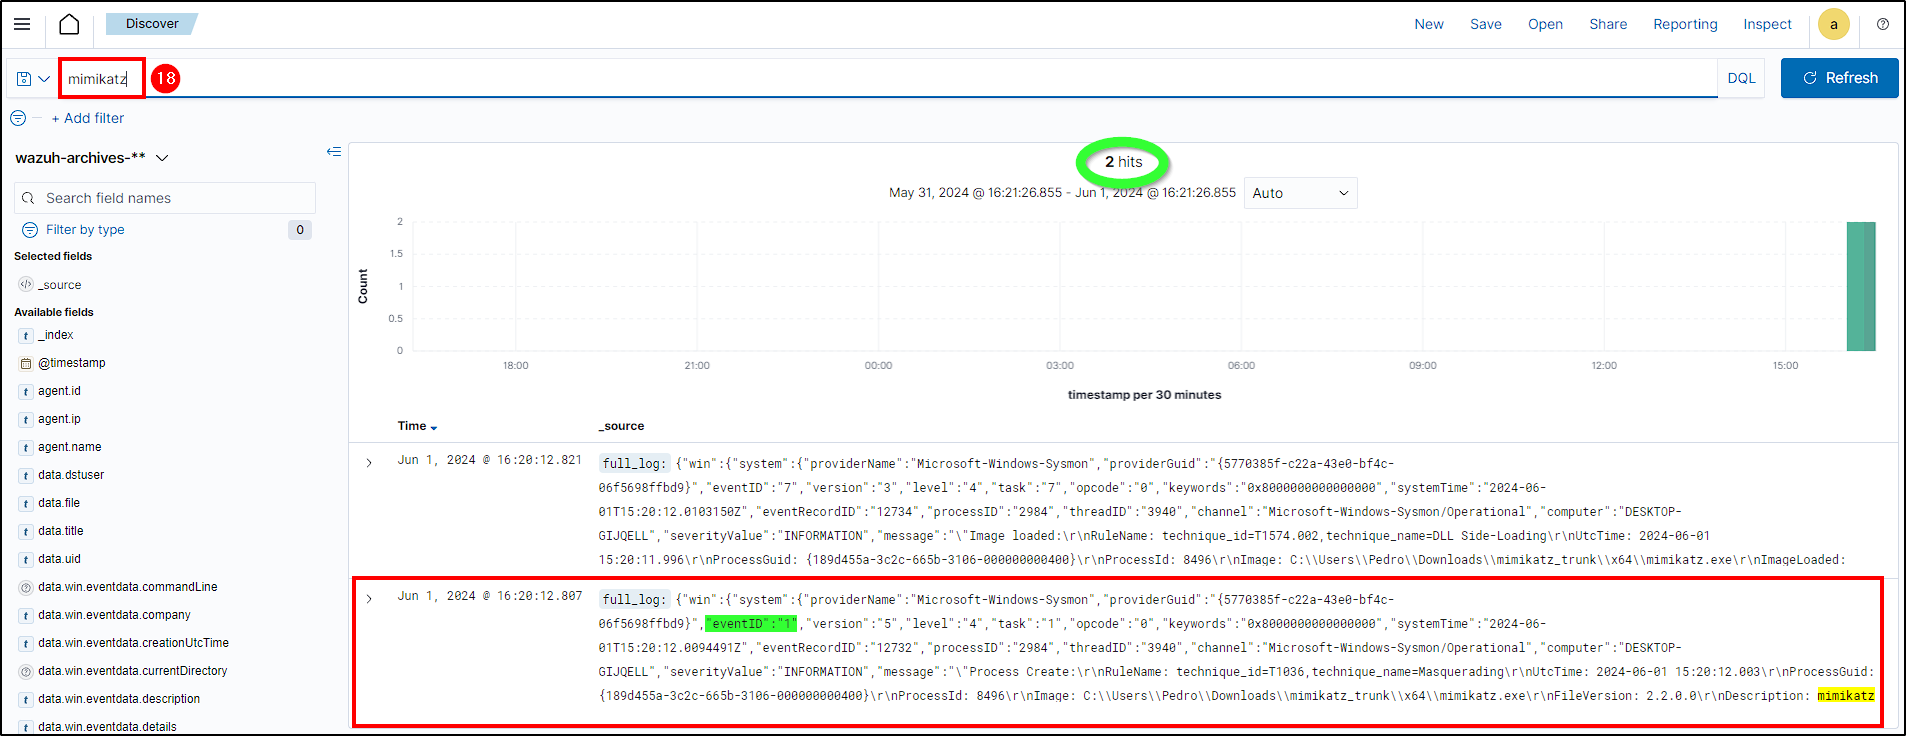 Discover
New Save Open Share Reporting Inspect a
mimikatz 18 DQL Refresh
+ Add filter
wazuh-archives-**
Search field names
Filter by type 0
Selected fields
_source
Available fields
t _index
@timestamp
t agent.id
t agent.ip
t agent.name
t data.dstuser
t data.file
t data.title
t data.uid
data.win.eventdata.commandLine
t data.win.eventdata.company
t data.win.eventdata.creationUtcTime
data.win.eventdata.currentDirectory
t data.win.eventdata.description
t data.win.eventdata.details
2 hits
May 31, 2024 @ 16:21:26.855 - Jun 1, 2024 @ 16:21:26.855 Auto
2
1.5
1
0.5
0
Count
18:00 21:00 00:00 03:00 06:00 09:00 12:00 15:00
timestamp per 30 minutes
Time _source
Jun 1, 2024 @ 16:20:12.821 full_log: {"win":{"system":{"providerName":"Microsoft-Windows-Sysmon","providerGuid":"{5770385f-c22a-43e0-bf4c-
06f5698ffbd9}","eventID":"7","version":"3","level":"4","task":"7","opcode":"0","keywords":"0x8000000000000000","systemTime":"2024-06-
01T15:20:12.0103150Z","eventRecordID":"12734","processID":"2984","threadID":"3940","channel":"Microsoft-Windows-Sysmon/Operational","computer":"DESKTOP-
GIJQELL","severityValue":"INFORMATION","message":"\"Image loaded:\r\nRuleName: technique_id=T1574.002,technique_name=DLL Side-Loading\r\nUtcTime: 2024-06-01
15:20:11.996\r\nProcessGuid: {189d455a-3c2c-665b-3106-000000000400}\r\nProcessId: 8496\r\nImage: C:\\Users\\Pedro\\Downloads\\mimikatz_trunk\\x64\\mimikatz.exe\r\nImageLoaded:
Jun 1, 2024 @ 16:20:12.807 full_log: {"win":{"system":{"providerName":"Microsoft-Windows-Sysmon","providerGuid":"{5770385f-c22a-43e0-bf4c-
06f5698ffbd9}","eventID":"1","version":"5","level":"4","task":"1","opcode":"0","keywords":"0x8000000000000000","systemTime":"2024-06-
01T15:20:12.0094491Z","eventRecordID":"12732","processID":"2984","threadID":"3940","channel":"Microsoft-Windows-Sysmon/Operational","computer":"DESKTOP-
GIJQELL","severityValue":"INFORMATION","message":"\"Process Create:\r\nRuleName: technique_id=T1036,technique_name=Masquerading\r\nUtcTime: 2024-06-01 15:20:12.003\r\nProcessGuid:
{189d455a-3c2c-665b-3106-000000000400}\r\nProcessId: 8496\r\nImage: C:\\Users\\Pedro\\Downloads\\mimikatz_trunk\\x64\\mimikatz.exe\r\nFileVersion: 2.2.0.0\r\nDescription: mimikatz